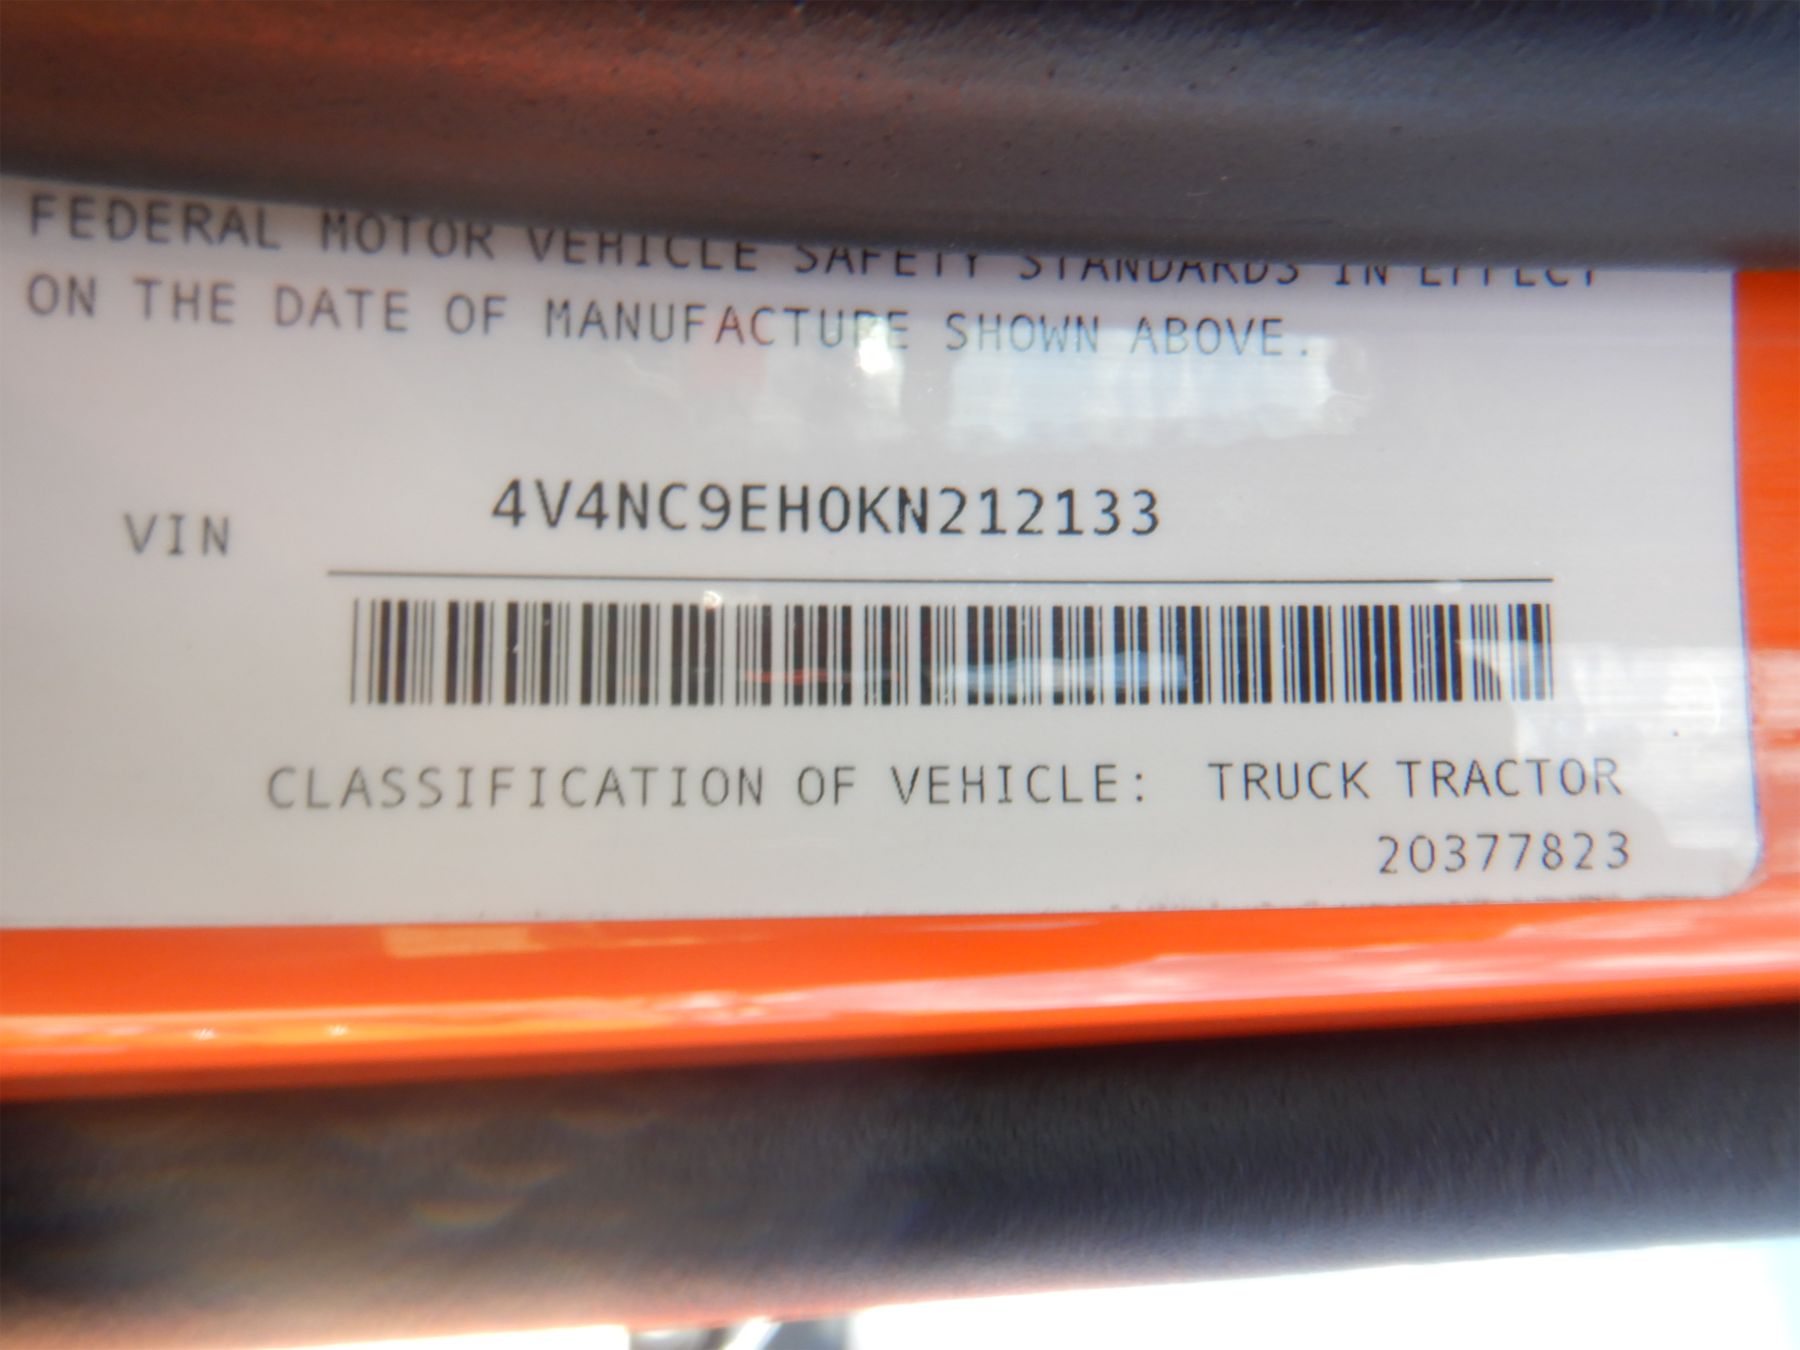 FEDERAL MOTOR VEHICLE SAFETY STANDARDS IN EFFECT
ON THE DATE OF MANUFACTURE SHOWN ABOVE.
VIN 4V4NC9EH0KN212133
CLASSIFICATION OF VEHICLE: TRUCK TRACTOR
20377823